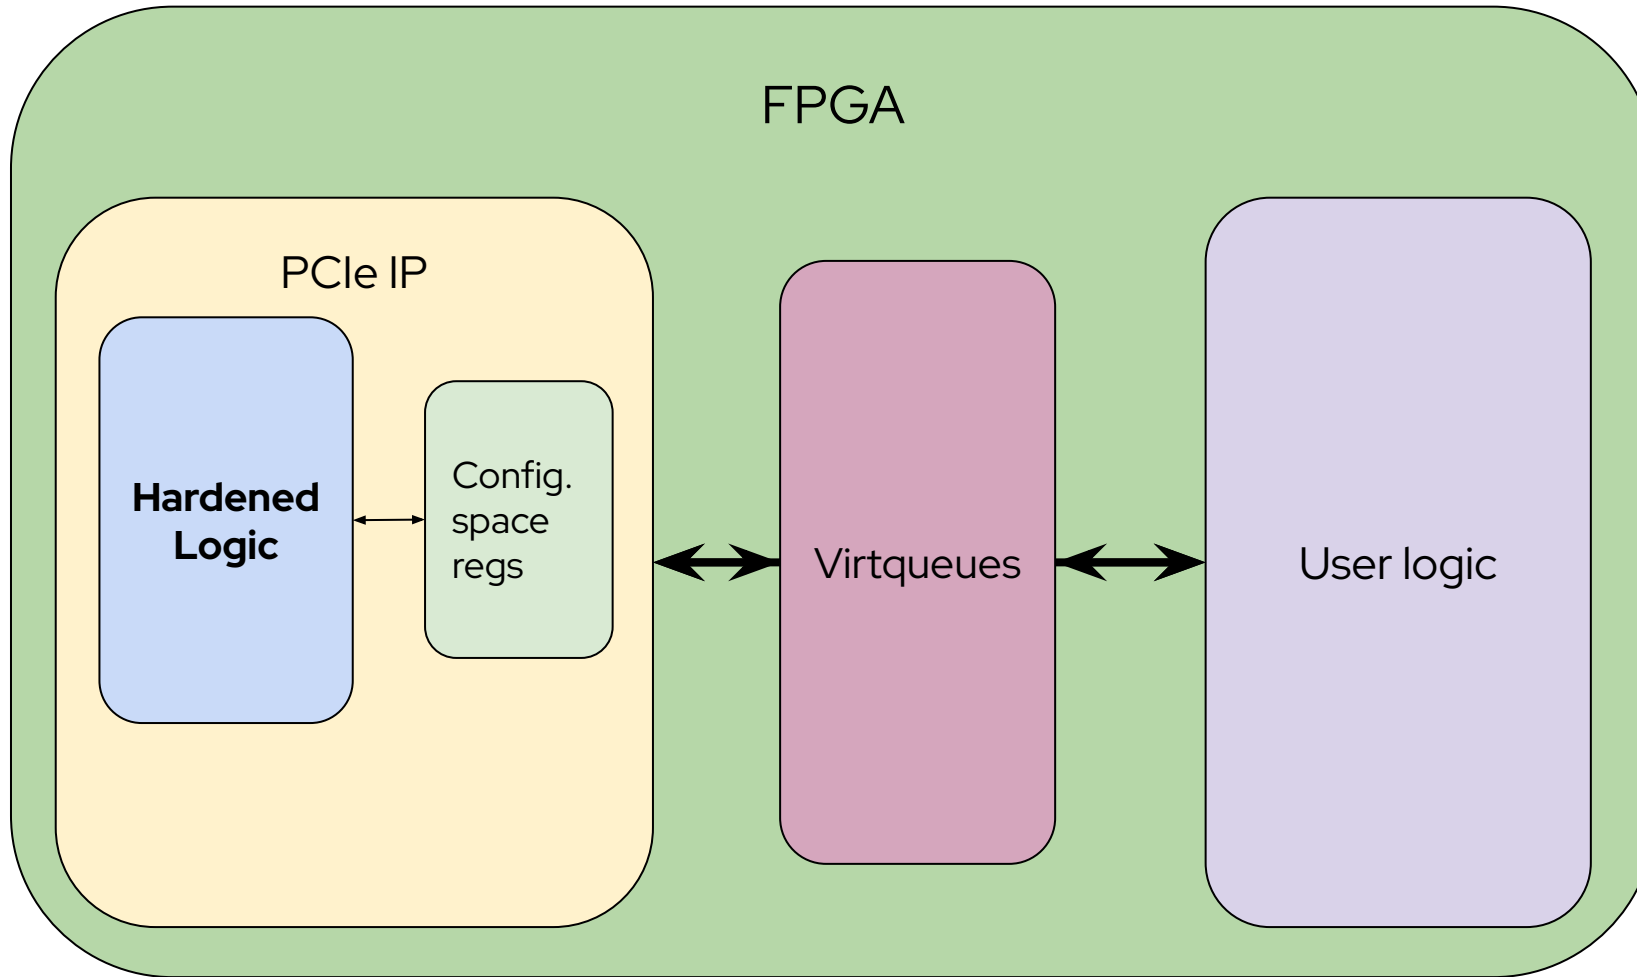 FPGA
PCIe IP
Hardened
Logic
Config.
space
regs
Virtqueues
User logic